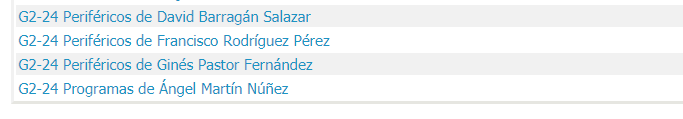 G2-24 Periféricos de David Barragán Salazar
G2-24 Periféricos de Francisco Rodríguez Pérez
G2-24 Periféricos de Ginés Pastor Fernández
G2-24 Programas de Ángel Martín Núñez